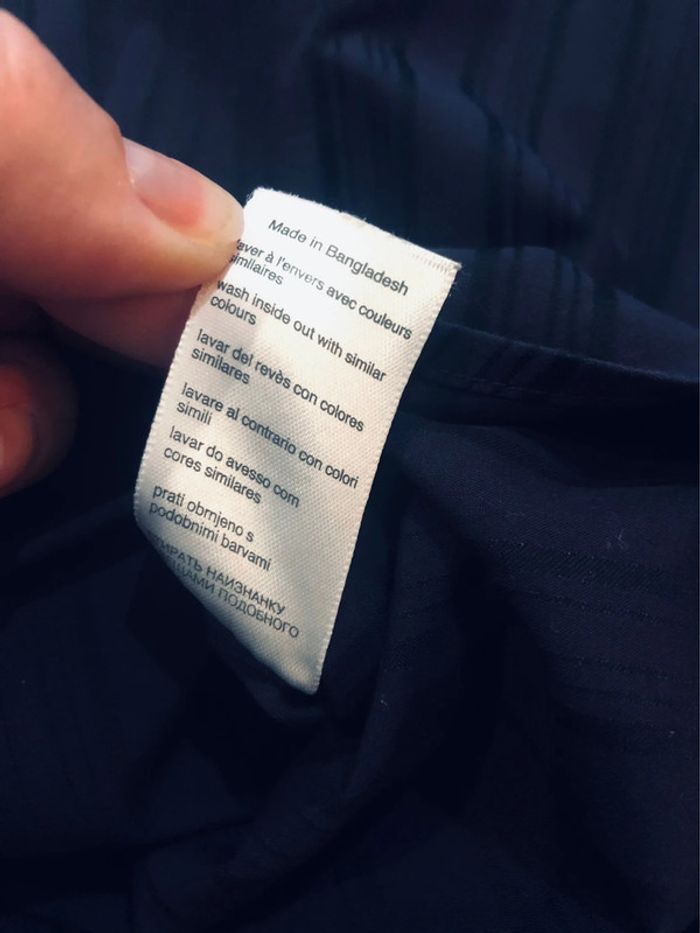 Made in Bangladesh
laver à l'envers avec couleurs
similaires
wash inside out with similar
colours
lavar del revès con colores
similares
lavare al contrario con colori
simili
lavar do avesso com
cores similares
prati obrnjeno s
podobnimi barvami
НАИЗНАНКУ
ПОДОБНОГО